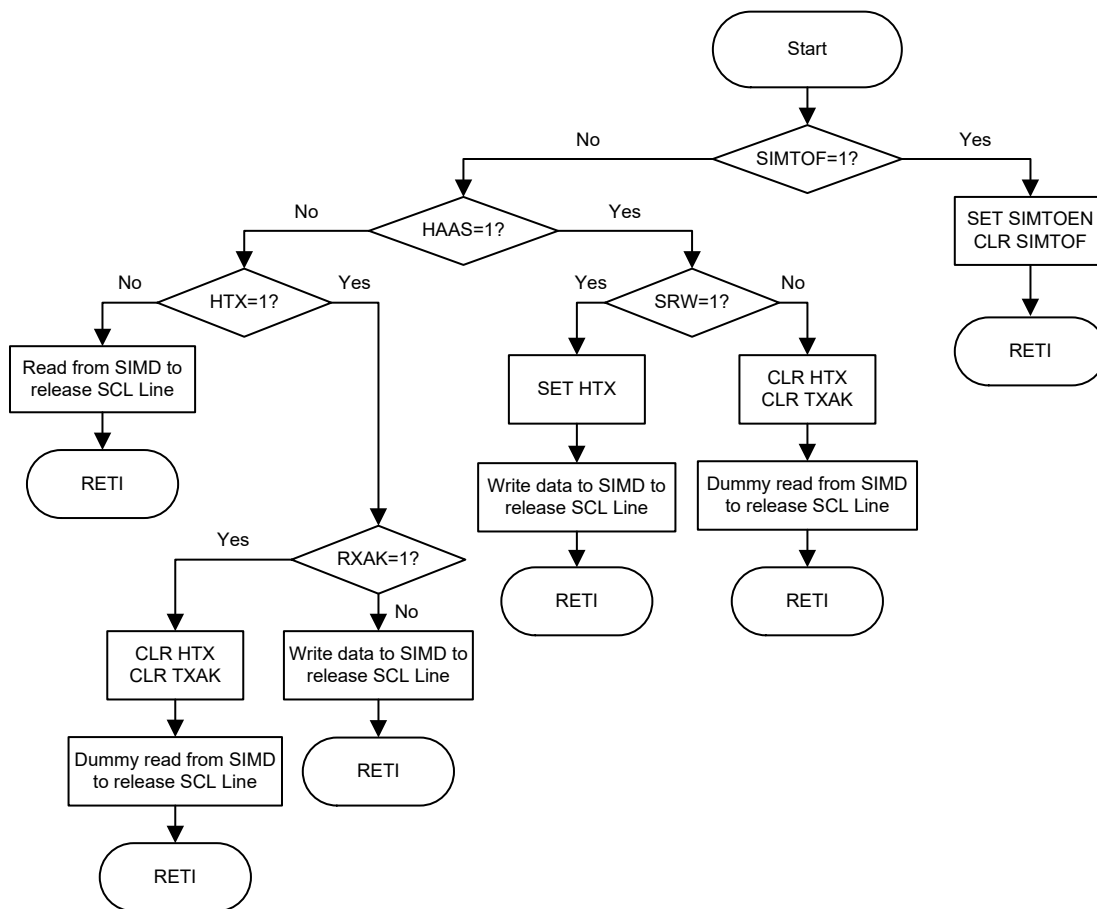 Start
No
Yes
SIMTOF=1?
No
Yes
HAAS=1?
SET SIMTOEN
CLR SIMTOF
No
Yes
HTX=1?
Yes
No
SRW=1?
RETI
Read from SIMD to
release SCL Line
SET HTX
CLR HTX
CLR TXAK
RETI
Write data to SIMD to
release SCL Line
Dummy read from SIMD
to release SCL Line
Yes
RXAK=1?
No
RETI
RETI
CLR HTX
CLR TXAK
Write data to SIMD to
release SCL Line
Dummy read from SIMD
to release SCL Line
RETI
RETI